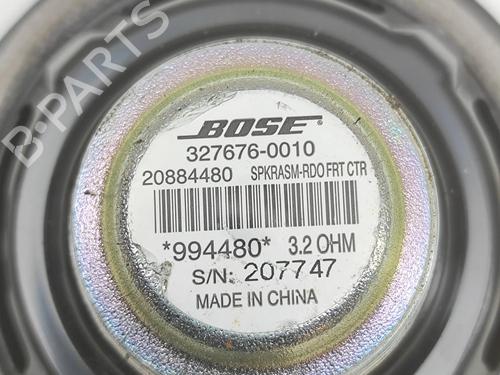 BOSE
327676-0010
20884480 SPKRASM-RDO FRT CTR
*994480* 3.2 OHM
S/N: 207747
MADE IN CHINA
B-PARTS